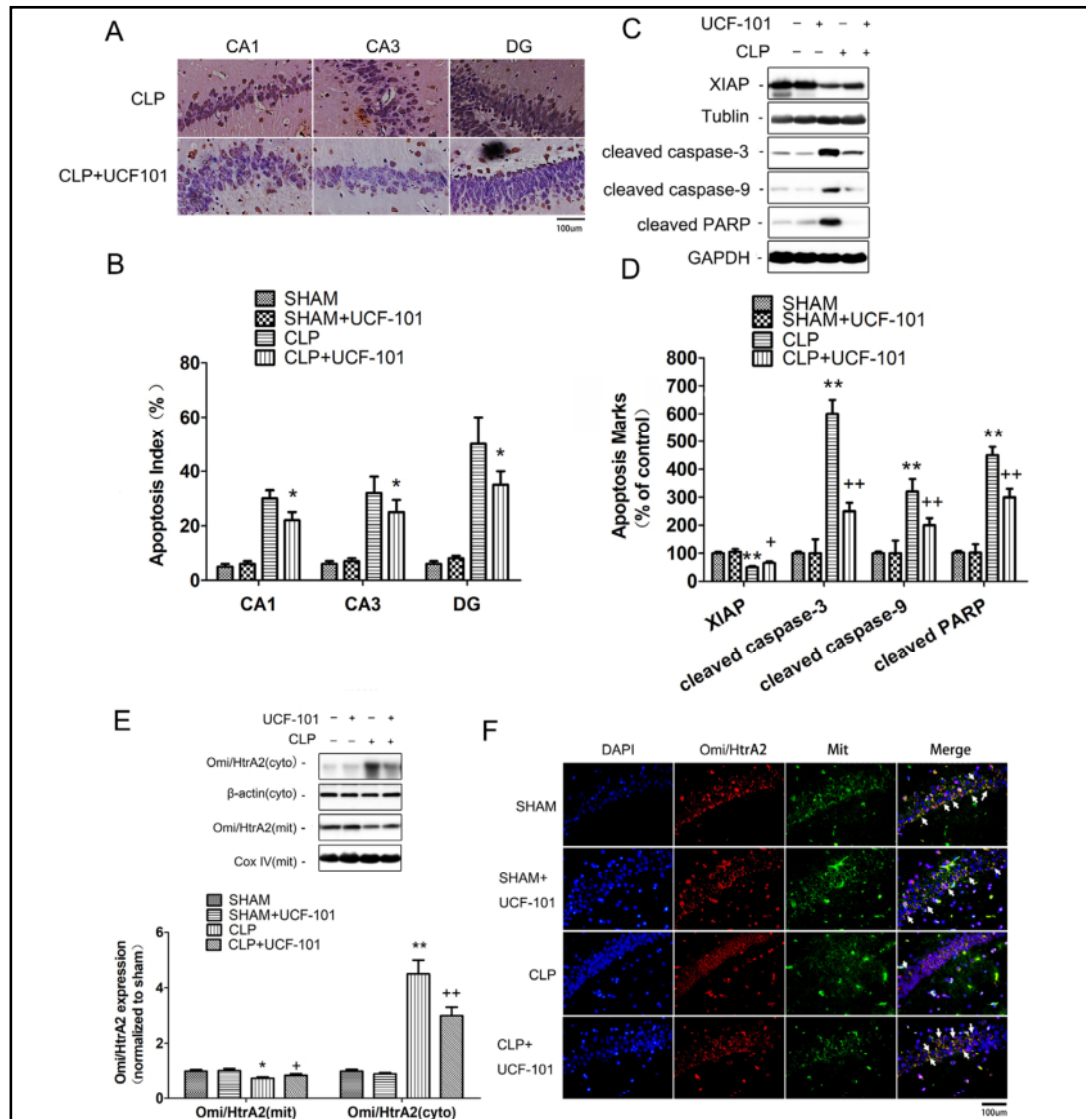 A
CA1 CA3 DG
CLP
CLP+UCF101
100um
B
SHAM
SHAM+UCF-101
CLP
CLP+UCF-101
Apoptosis Index (%)
80
60
40
20
0
* * *
CA1 CA3 DG
C
UCF-101 - + - +
CLP - - + +
XIAP -
Tublin -
cleaved caspase-3 -
cleaved caspase-9 -
cleaved PARP -
GAPDH -
D
SHAM
SHAM+UCF-101
CLP
CLP+UCF-101
Apoptosis Marks
(% of control)
800
700
600
500
400
300
200
100
0
** + ** ++ ** ++ ** ++
XIAP
cleaved caspase-3
cleaved caspase-9
cleaved PARP
E
UCF-101 - + - +
CLP - - + +
Omi/HtrA2(cyto) -
β-actin(cyto) -
Omi/HtrA2(mit) -
Cox IV(mit) -
SHAM
SHAM+UCF-101
CLP
CLP+UCF-101
Omi/HtrA2 expression
(normalized to sham)
6
4
2
0
* + ** ++
Omi/HtrA2(mit) Omi/HtrA2(cyto)
F
DAPI Omi/HtrA2 Mit Merge
SHAM
SHAM+
UCF-101
CLP
CLP+
UCF-101
100um